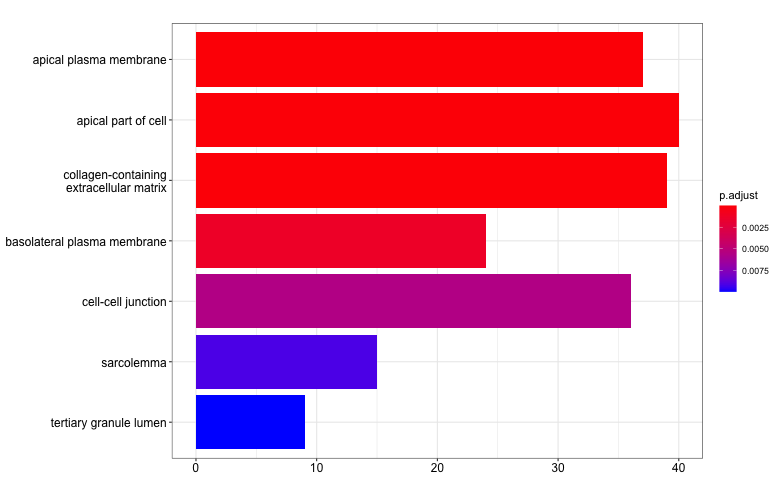 apical plasma membrane
apical part of cell
collagen-containing
extracellular matrix
basolateral plasma membrane
cell-cell junction
sarcolemma
tertiary granule lumen
0 10 20 30 40
p.adjust
0.0025
0.0050
0.0075